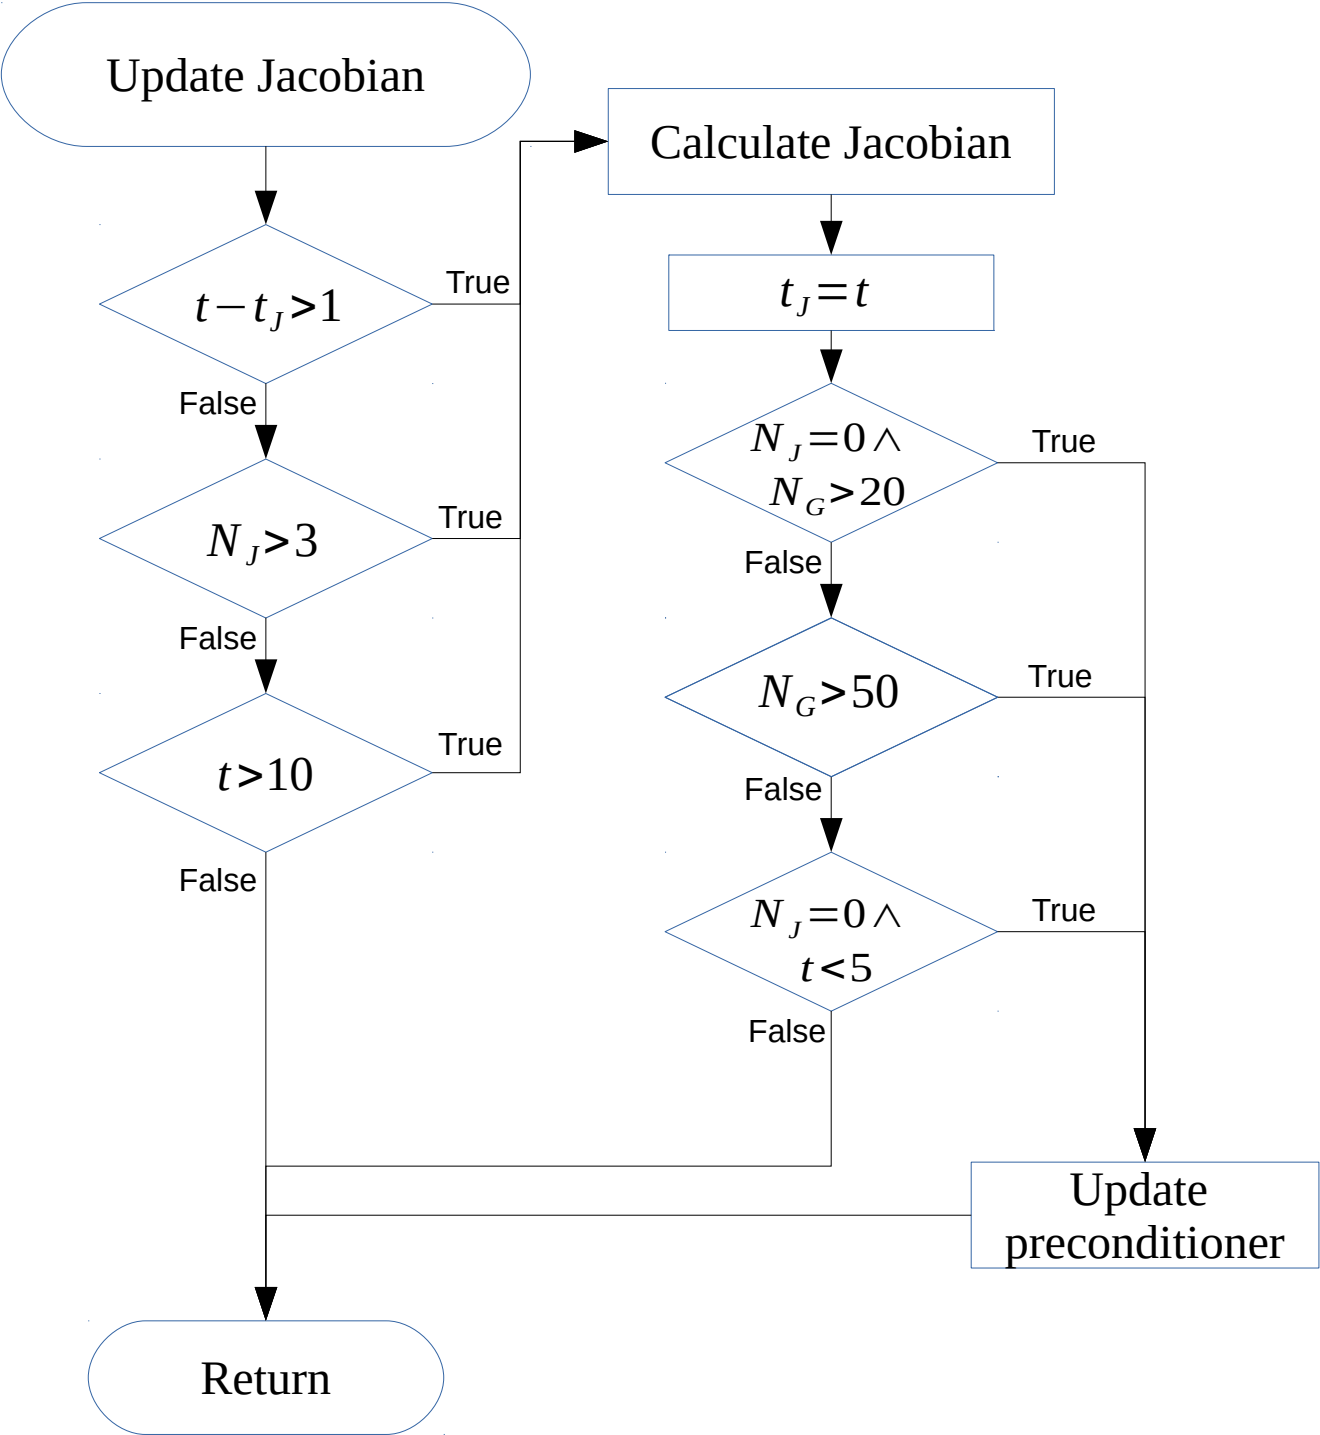 Update Jacobian
t−t_J>1
True
False
N_J>3
True
False
t>10
True
False
Calculate Jacobian
t_J=t
N_J=0∧
N_G>20
True
False
N_G>50
True
False
N_J=0∧
t<5
True
False
Update
preconditioner
Return